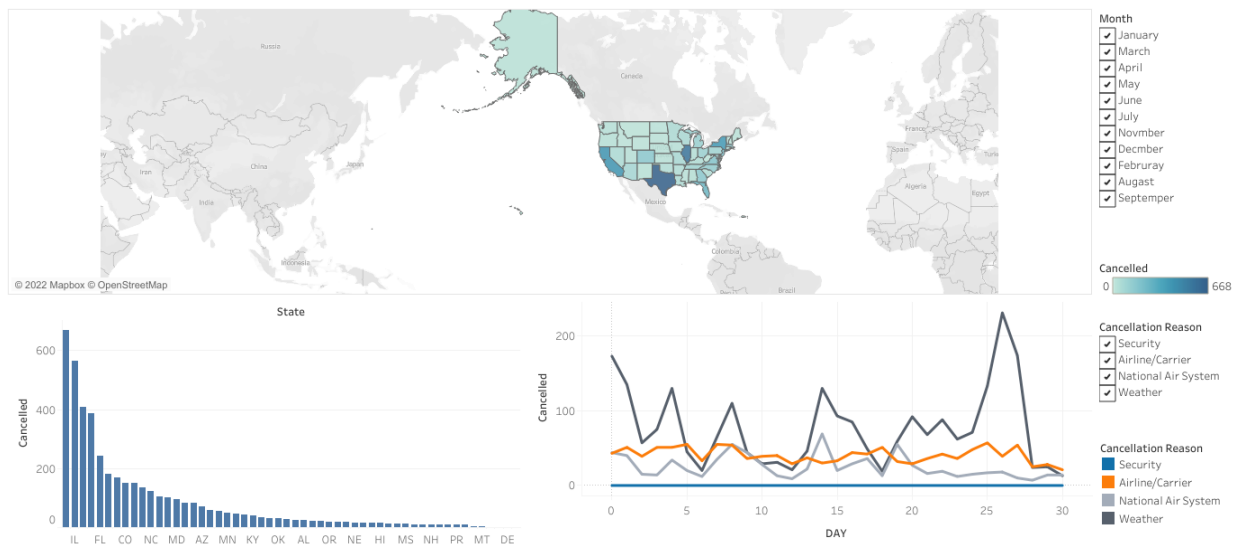 Russia
Canada
China
Japan
Iran
India
Indonesia
Mexico
Colombia
Brazil
France
Spain
Algeria
Egypt
© 2022 Mapbox © OpenStreetMap
Month
January
March
April
May
June
July
Novmber
Decmber
Februray
Augast
Septemper
Cancelled
0 668
State
Cancelled
600
400
200
0
IL FL CO NC MD AZ MN KY OK AL OR NE HI MS NH PR MT DE
Cancelled
200
100
0
0 5 10 15 20 25 30
DAY
Cancellation Reason
Security
Airline/Carrier
National Air System
Weather
Cancellation Reason
Security
Airline/Carrier
National Air System
Weather